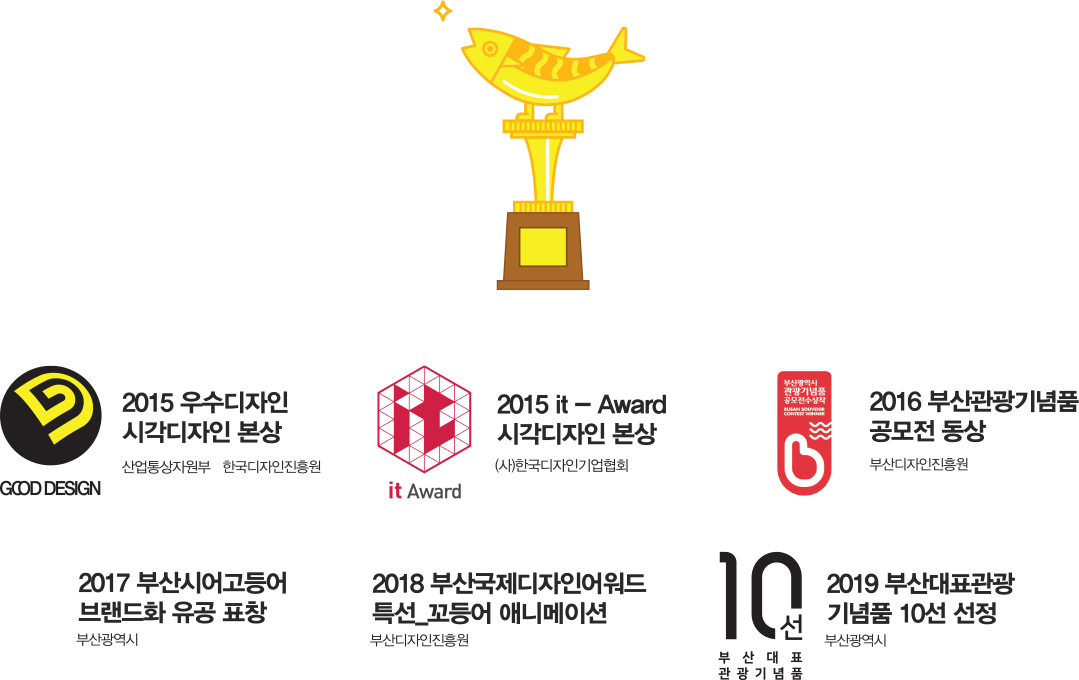 2015 우수디자인
시각디자인 본상
산업통상자원부 한국디자인진흥원
GOOD DESIGN
it
2015 it – Award
시각디자인 본상
(사)한국디자인기업협회
it Award
부산광역시
관광기념품
공모전수상작
BUSAN SOUVENIR
CONTEST WINNER
b
2016 부산관광기념품
공모전 동상
부산디자인진흥원
2017 부산시어고등어
브랜드화 유공 표창
부산광역시
2018 부산국제디자인어워드
특선_꼬등어 애니메이션
부산디자인진흥원
10선
부산대표
관광기념품
2019 부산대표관광
기념품 10선 선정
부산광역시